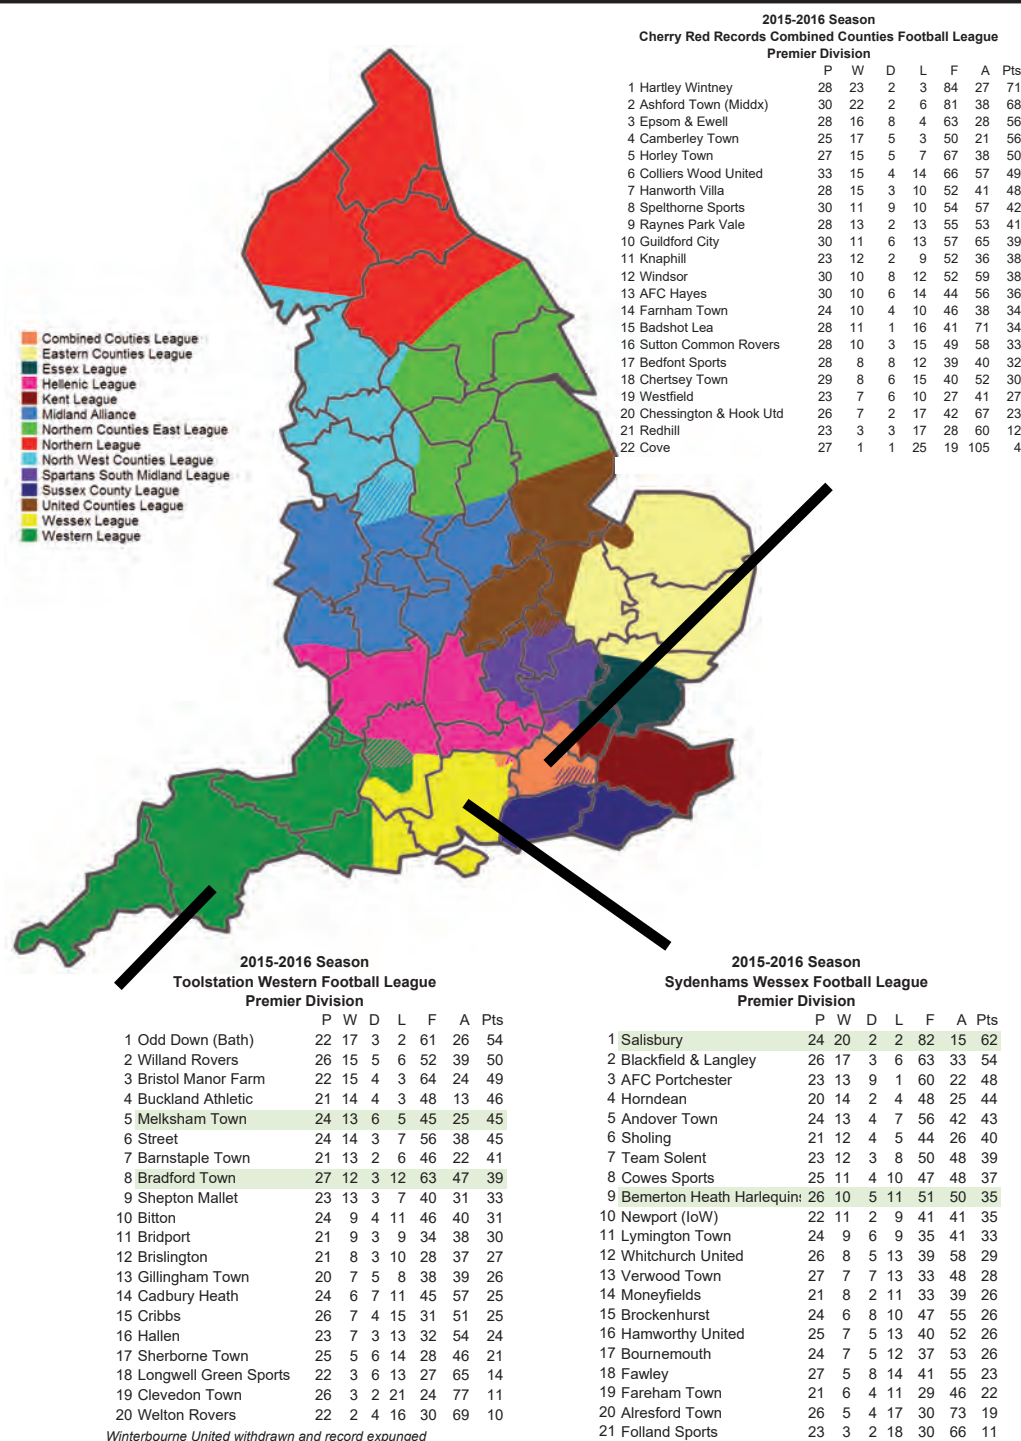 2015-2016 Season
Cherry Red Records Combined Counties Football League
Premier Division
P W D L F A Pts
1 Hartley Wintney 28 23 2 3 84 27 71
2 Ashford Town (Middx) 30 22 2 6 81 38 68
3 Epsom & Ewell 28 16 8 4 63 28 56
4 Camberley Town 25 17 5 3 50 21 56
5 Horley Town 27 15 5 7 67 38 50
6 Colliers Wood United 33 15 4 14 66 57 49
7 Hanworth Villa 28 15 3 10 52 41 48
8 Spelthorne Sports 30 11 9 10 54 57 42
9 Raynes Park Vale 28 13 2 13 55 53 41
10 Guildford City 30 11 6 13 57 65 39
11 Knaphill 23 12 2 9 52 36 38
12 Windsor 30 10 8 12 52 59 38
13 AFC Hayes 30 10 6 14 44 56 36
14 Farnham Town 24 10 4 10 46 38 34
15 Badshot Lea 28 11 1 16 41 71 34
16 Sutton Common Rovers 28 10 3 15 49 58 33
17 Bedfont Sports 28 8 8 12 39 40 32
18 Chertsey Town 29 8 6 15 40 52 30
19 Westfield 23 7 6 10 27 41 27
20 Chessington & Hook Utd 26 7 2 17 42 67 23
21 Redhill 23 3 3 17 28 60 12
22 Cove 27 1 1 25 19 105 4
Combined Couties League
Eastern Counties League
Essex League
Hellenic League
Kent League
Midland Alliance
Northern Counties East League
Northern League
North West Counties League
Spartans South Midland League
Sussex County League
United Counties League
Wessex League
Western League
2015-2016 Season
Toolstation Western Football League
Premier Division
P W D L F A Pts
1 Odd Down (Bath) 22 17 3 2 61 26 54
2 Willand Rovers 26 15 5 6 52 39 50
3 Bristol Manor Farm 22 15 4 3 64 24 49
4 Buckland Athletic 21 14 4 3 48 13 46
5 Melksham Town 24 13 6 5 45 25 45
6 Street 24 14 3 7 56 38 45
7 Barnstaple Town 21 13 2 6 46 22 41
8 Bradford Town 27 12 3 12 63 47 39
9 Shepton Mallet 23 13 3 7 40 31 33
10 Bitton 24 9 4 11 46 40 31
11 Bridport 21 9 3 9 34 38 30
12 Brislington 21 8 3 10 28 37 27
13 Gillingham Town 20 7 5 8 38 39 26
14 Cadbury Heath 24 6 7 11 45 57 25
15 Cribbs 26 7 4 15 31 51 25
16 Hallen 23 7 3 13 32 54 24
17 Sherborne Town 25 5 6 14 28 46 21
18 Longwell Green Sports 22 3 6 13 27 65 14
19 Clevedon Town 26 3 2 21 24 77 11
20 Welton Rovers 22 2 4 16 30 69 10
Winterbourne United withdrawn and record expunged
2015-2016 Season
Sydenhams Wessex Football League
Premier Division
P W D L F A Pts
1 Salisbury 24 20 2 2 82 15 62
2 Blackfield & Langley 26 17 3 6 63 33 54
3 AFC Portchester 23 13 9 1 60 22 48
4 Horndean 20 14 2 4 48 25 44
5 Andover Town 24 13 4 7 56 42 43
6 Sholing 21 12 4 5 44 26 40
7 Team Solent 23 12 3 8 50 48 39
8 Cowes Sports 25 11 4 10 47 48 37
9 Bemerton Heath Harlequins 26 10 5 11 51 50 35
10 Newport (IoW) 22 11 2 9 41 41 35
11 Lymington Town 24 9 6 9 35 41 33
12 Whitchurch United 26 8 5 13 39 58 29
13 Verwood Town 27 7 7 13 33 48 28
14 Moneyfields 21 8 2 11 33 39 26
15 Brockenhurst 24 6 8 10 47 55 26
16 Hamworthy United 25 7 5 13 40 52 26
17 Bournemouth 24 7 5 12 37 53 26
18 Fawley 27 5 8 14 41 55 23
19 Fareham Town 21 6 4 11 29 46 22
20 Alresford Town 26 5 4 17 30 73 19
21 Folland Sports 23 3 2 18 30 66 11